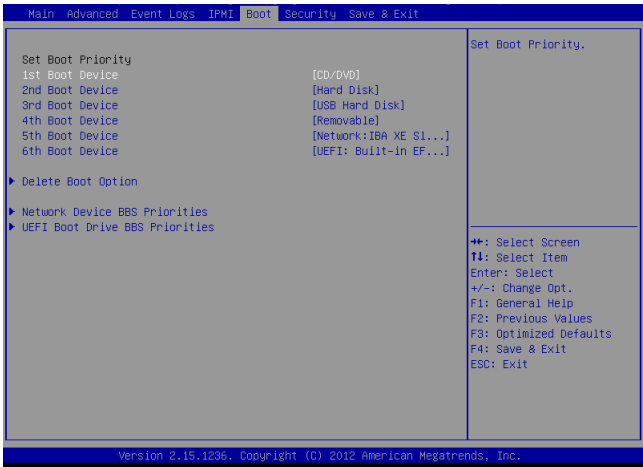 Main Advanced Event Logs IPMI Boot Security Save & Exit
Set Boot Priority
1st Boot Device [CD/DVD]
2nd Boot Device [Hard Disk]
3rd Boot Device [USB Hard Disk]
4th Boot Device [Removable]
5th Boot Device [Network:IBA XE Sl...]
6th Boot Device [UEFI: Built-in EF...]
Delete Boot Option
Network Device BBS Priorities
UEFI Boot Drive BBS Priorities
Set Boot Priority.
→←: Select Screen
↑↓: Select Item
Enter: Select
+/-: Change Opt.
F1: General Help
F2: Previous Values
F3: Optimized Defaults
F4: Save & Exit
ESC: Exit
Version 2.15.1236. Copyright (C) 2012 American Megatrends, Inc.